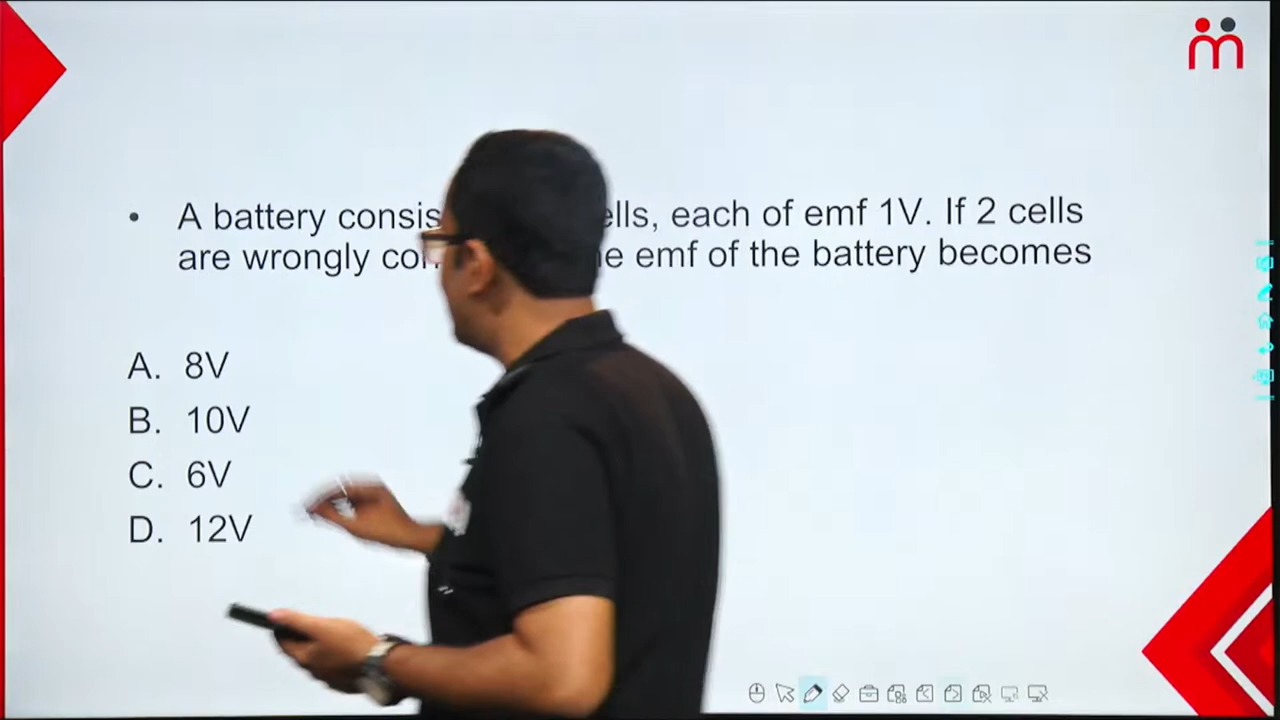 • A battery consis ells, each of emf 1V. If 2 cells
are wrongly con e emf of the battery becomes
A. 8V
B. 10V
C. 6V
D. 12V